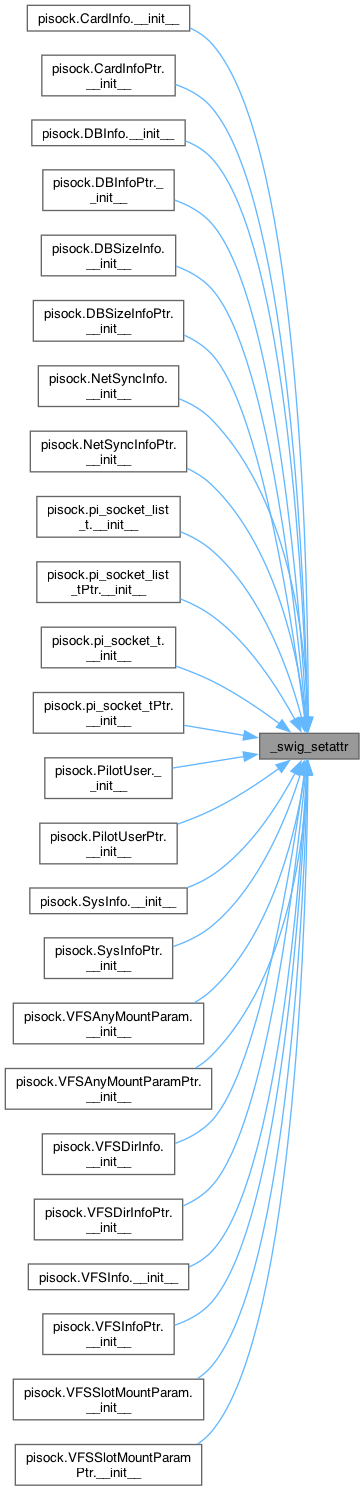 pisock.CardInfo.__init__
pisock.CardInfoPtr.
__init__
pisock.DBInfo.__init__
pisock.DBInfoPtr._
_init__
pisock.DBSizeInfo.
__init__
pisock.DBSizeInfoPtr.
__init__
pisock.NetSyncInfo.
__init__
pisock.NetSyncInfoPtr.
__init__
pisock.pi_socket_list
_t.__init__
pisock.pi_socket_list
_tPtr.__init__
pisock.pi_socket_t.
__init__
pisock.pi_socket_tPtr.
__init__
_swig_setattr
pisock.PilotUser._
_init__
pisock.PilotUserPtr.
__init__
pisock.SysInfo.__init__
pisock.SysInfoPtr.
__init__
pisock.VFSAnyMountParam.
__init__
pisock.VFSAnyMountParamPtr.
__init__
pisock.VFSDirInfo.
__init__
pisock.VFSDirInfoPtr.
__init__
pisock.VFSInfo.__init__
pisock.VFSInfoPtr.
__init__
pisock.VFSSlotMountParam.
__init__
pisock.VFSSlotMountParam
Ptr.__init__